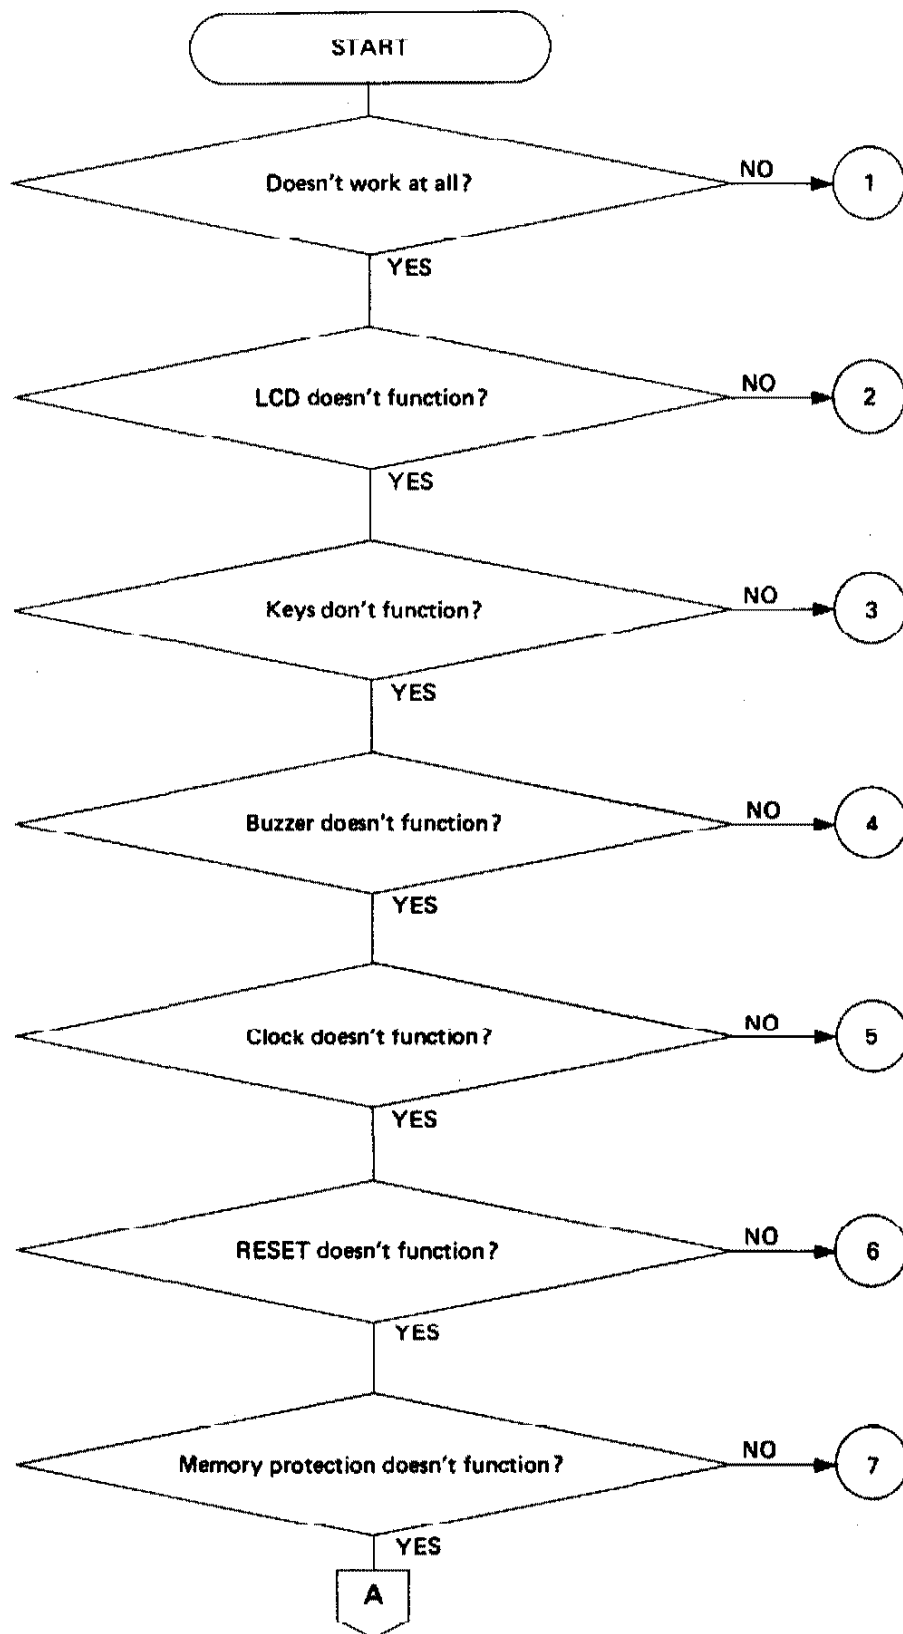 START
Doesn't work at all?
NO
1
YES
LCD doesn't function?
NO
2
YES
Keys don't function?
NO
3
YES
Buzzer doesn't function?
NO
4
YES
Clock doesn't function?
NO
5
YES
RESET doesn't function?
NO
6
YES
Memory protection doesn't function?
NO
7
YES
A